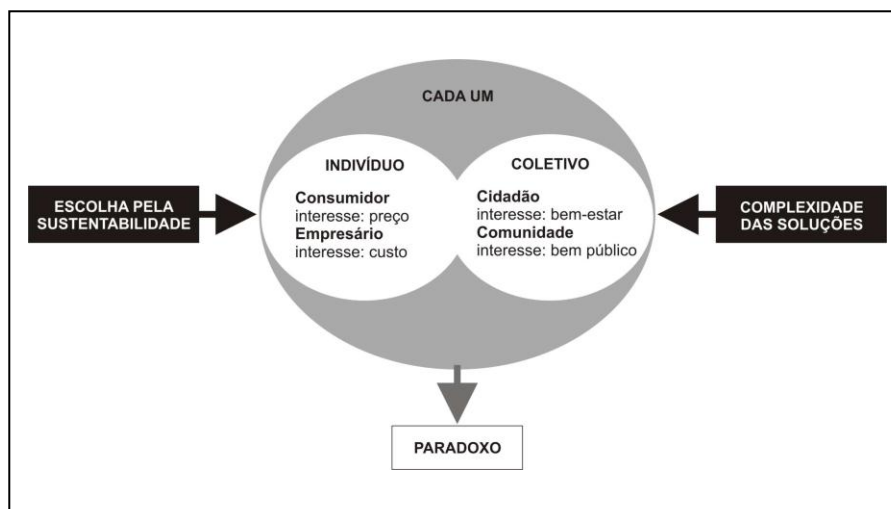 CADA UM
INDIVÍDUO
Consumidor
interesse: preço
Empresário
interesse: custo
COLETIVO
Cidadão
interesse: bem-estar
Comunidade
interesse: bem público
ESCOLHA PELA
SUSTENTABILIDADE
COMPLEXIDADE
DAS SOLUÇÕES
PARADOXO